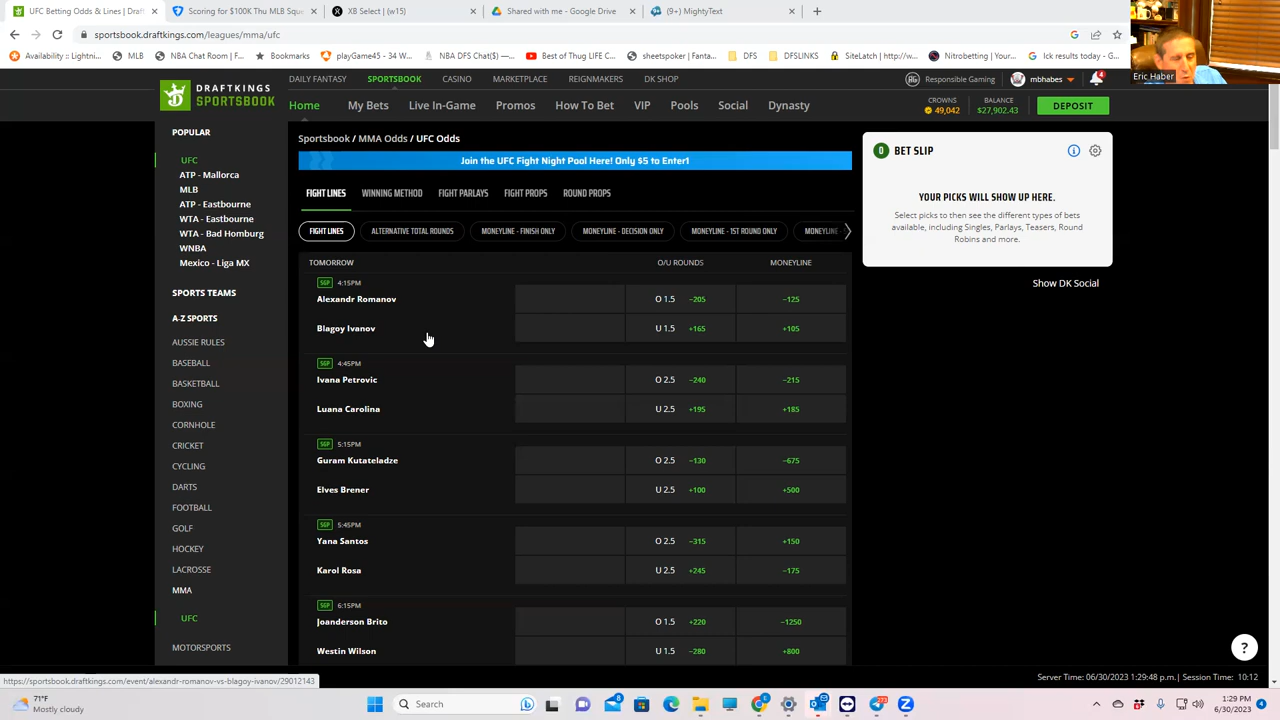 UFC Betting Odds & Lines | Draft
Scoring for $100K Thu MLB Sque
XB Select | (w15)
Shared with me - Google Drive
(9+) MightyText
sportsbook.draftkings.com/leagues/mma/ufc
Availability :: Lightnin
MLB
NBA Chat Room | Fa
Bookmarks
playGame45 - 34 W
NBA DFS Chat($)
Best of thug LIFE C
sheetspoker | Fanta
DFS
DFSLINKS
SiteLatch | http://w
Nitrobetting | Your
lck results today - G
Eric Haber
DRAFTKINGS
SPORTSBOOK
DAILY FANTASY
SPORTSBOOK
CASINO
MARKETPLACE
REIGNMAKERS
DK SHOP
Responsible Gaming
mbhabes
4
Home
My Bets
Live In-Game
Promos
How To Bet
VIP
Pools
Social
Dynasty
CROWNS
49,042
BALANCE
$27,902.43
DEPOSIT
POPULAR
UFC
ATP - Mallorca
MLB
ATP - Eastbourne
WTA - Eastbourne
WTA - Bad Homburg
WNBA
Mexico - Liga MX
SPORTS TEAMS
A-Z SPORTS
AUSSIE RULES
BASEBALL
BASKETBALL
BOXING
CORNHOLE
CRICKET
CYCLING
DARTS
FOOTBALL
GOLF
HOCKEY
LACROSSE
MMA
UFC
MOTORSPORTS
Sportsbook / MMA Odds / UFC Odds
Join the UFC Fight Night Pool Here! Only $5 to Enter!
FIGHT LINES
WINNING METHOD
FIGHT PARLAYS
FIGHT PROPS
ROUND PROPS
FIGHT LINES
ALTERNATIVE TOTAL ROUNDS
MONEYLINE - FINISH ONLY
MONEYLINE - DECISION ONLY
MONEYLINE - 1ST ROUND ONLY
MONEYLINE -
TOMORROW
O/U ROUNDS
MONEYLINE
SGP 4:15PM
Alexandr Romanov O 1.5 −205 −125
Blagoy Ivanov U 1.5 +165 +105
SGP 4:45PM
Ivana Petrovic O 2.5 −240 −215
Luana Carolina U 2.5 +195 +185
SGP 5:15PM
Guram Kutateladze O 2.5 −130 −675
Elves Brener U 2.5 +100 +500
SGP 5:45PM
Yana Santos O 2.5 −315 +150
Karol Rosa U 2.5 +245 −175
SGP 6:15PM
Joanderson Brito O 1.5 +220 −1250
Westin Wilson U 1.5 −280 +800
0 BET SLIP
YOUR PICKS WILL SHOW UP HERE.
Select picks to then see the different types of bets
available, including Singles, Parlays, Teasers, Round
Robins and more.
Show DK Social
?
https://sportsbook.draftkings.com/event/alexandr-romanov-vs-blagoy-ivanov/29012143
Server Time: 06/30/2023 1:29:48 p.m.| Session Time: 10:12
71°F
Mostly cloudy
Search
1:29 PM
6/30/2023